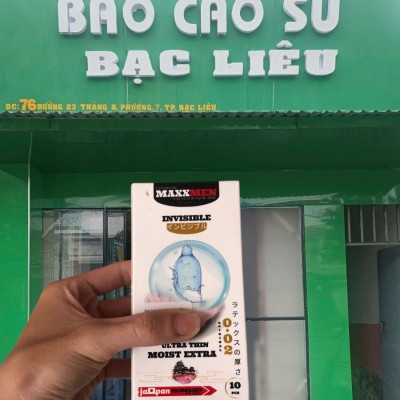 BAO CAO SU
BẠC LIÊU
ĐC: 76 ĐƯỜNG 23 THÁNG 8, PHƯỜNG 7, TP. BẠC LIÊU
MAXXMEN
INVISIBLE
インビジブル
ラテックスの厚さ
0.02
ULTRA THIN
MOIST EXTRA
10
PCS